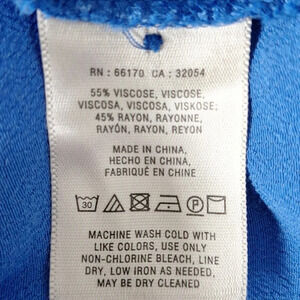 RN : 66170 CA : 32054
55% VISCOSE, VISCOSE,
VISCOSA, VISCOSA, VISKOSE;
45% RAYON, RAYONNE,
RAYÓN, RAYON, REYON
MADE IN CHINA,
HECHO EN CHINA,
FABRIQUÉ EN CHINE
30
MACHINE WASH COLD WITH
LIKE COLORS, USE ONLY
NON-CHLORINE BLEACH, LINE
DRY, LOW IRON AS NEEDED,
MAY BE DRY CLEANED